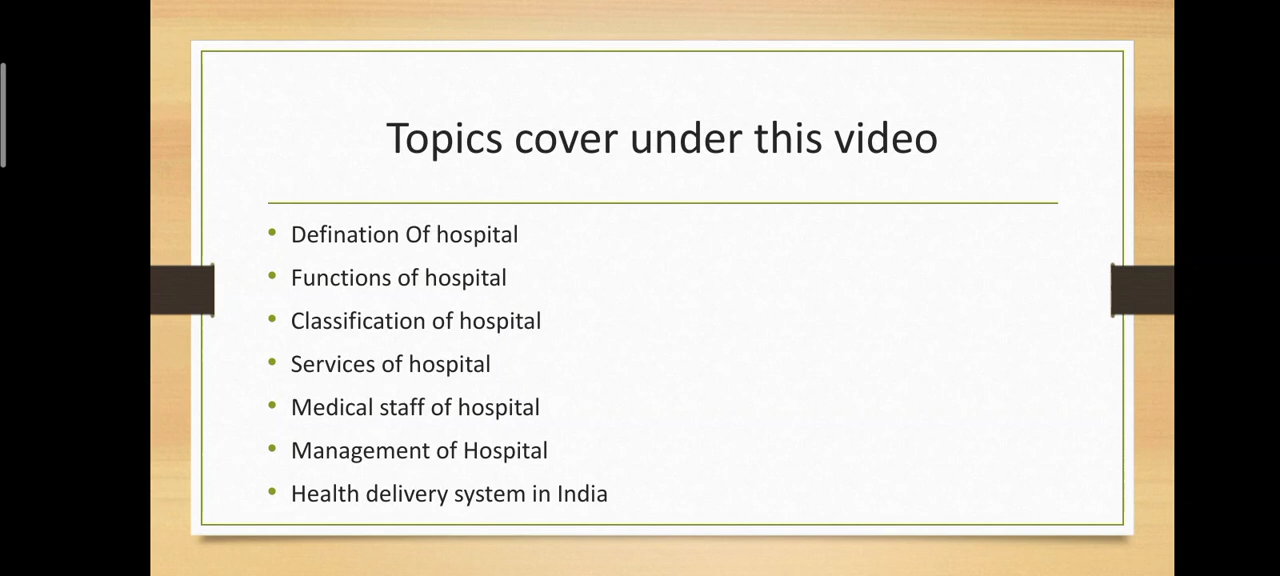 Topics cover under this video
• Defination Of hospital
• Functions of hospital
• Classification of hospital
• Services of hospital
• Medical staff of hospital
• Management of Hospital
• Health delivery system in India